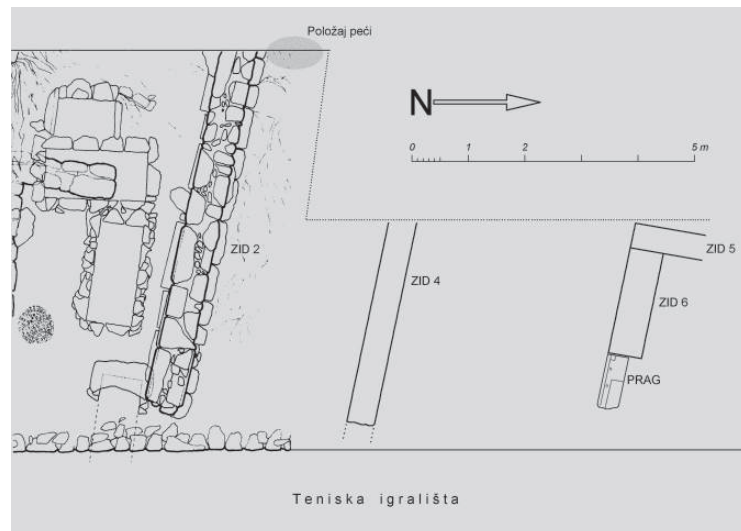 Položaj peći
N
0 1 2 5 m
ZID 2
ZID 5
ZID 4
ZID 6
PRAG
Teniska igrališta